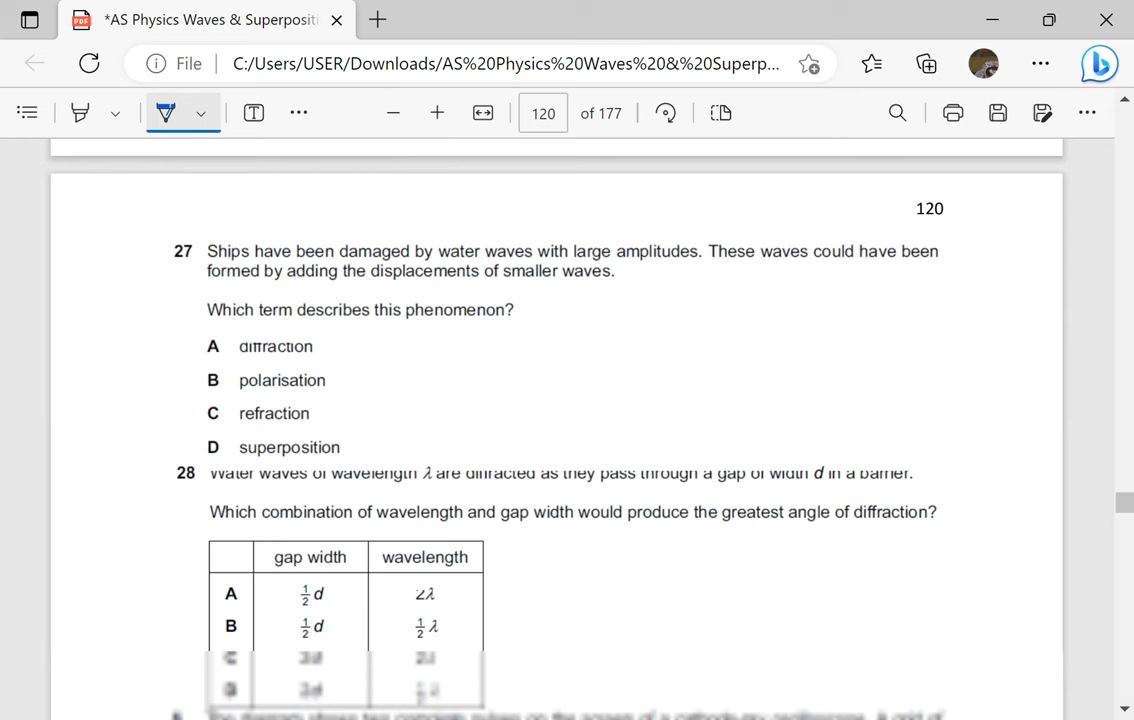 *AS Physics Waves & Superpositi
File
C:/Users/USER/Downloads/AS%20Physics%20Waves%20&%20Superp...
120 of 177
120
27 Ships have been damaged by water waves with large amplitudes. These waves could have been
formed by adding the displacements of smaller waves.
Which term describes this phenomenon?
A diffraction
B polarisation
C refraction
D superposition
28 Water waves of wavelength λ are diffracted as they pass through a gap of width d in a barrier.
Which combination of wavelength and gap width would produce the greatest angle of diffraction?
gap width wavelength
A 1/2 d 2λ
B 1/2 d 1/2 λ